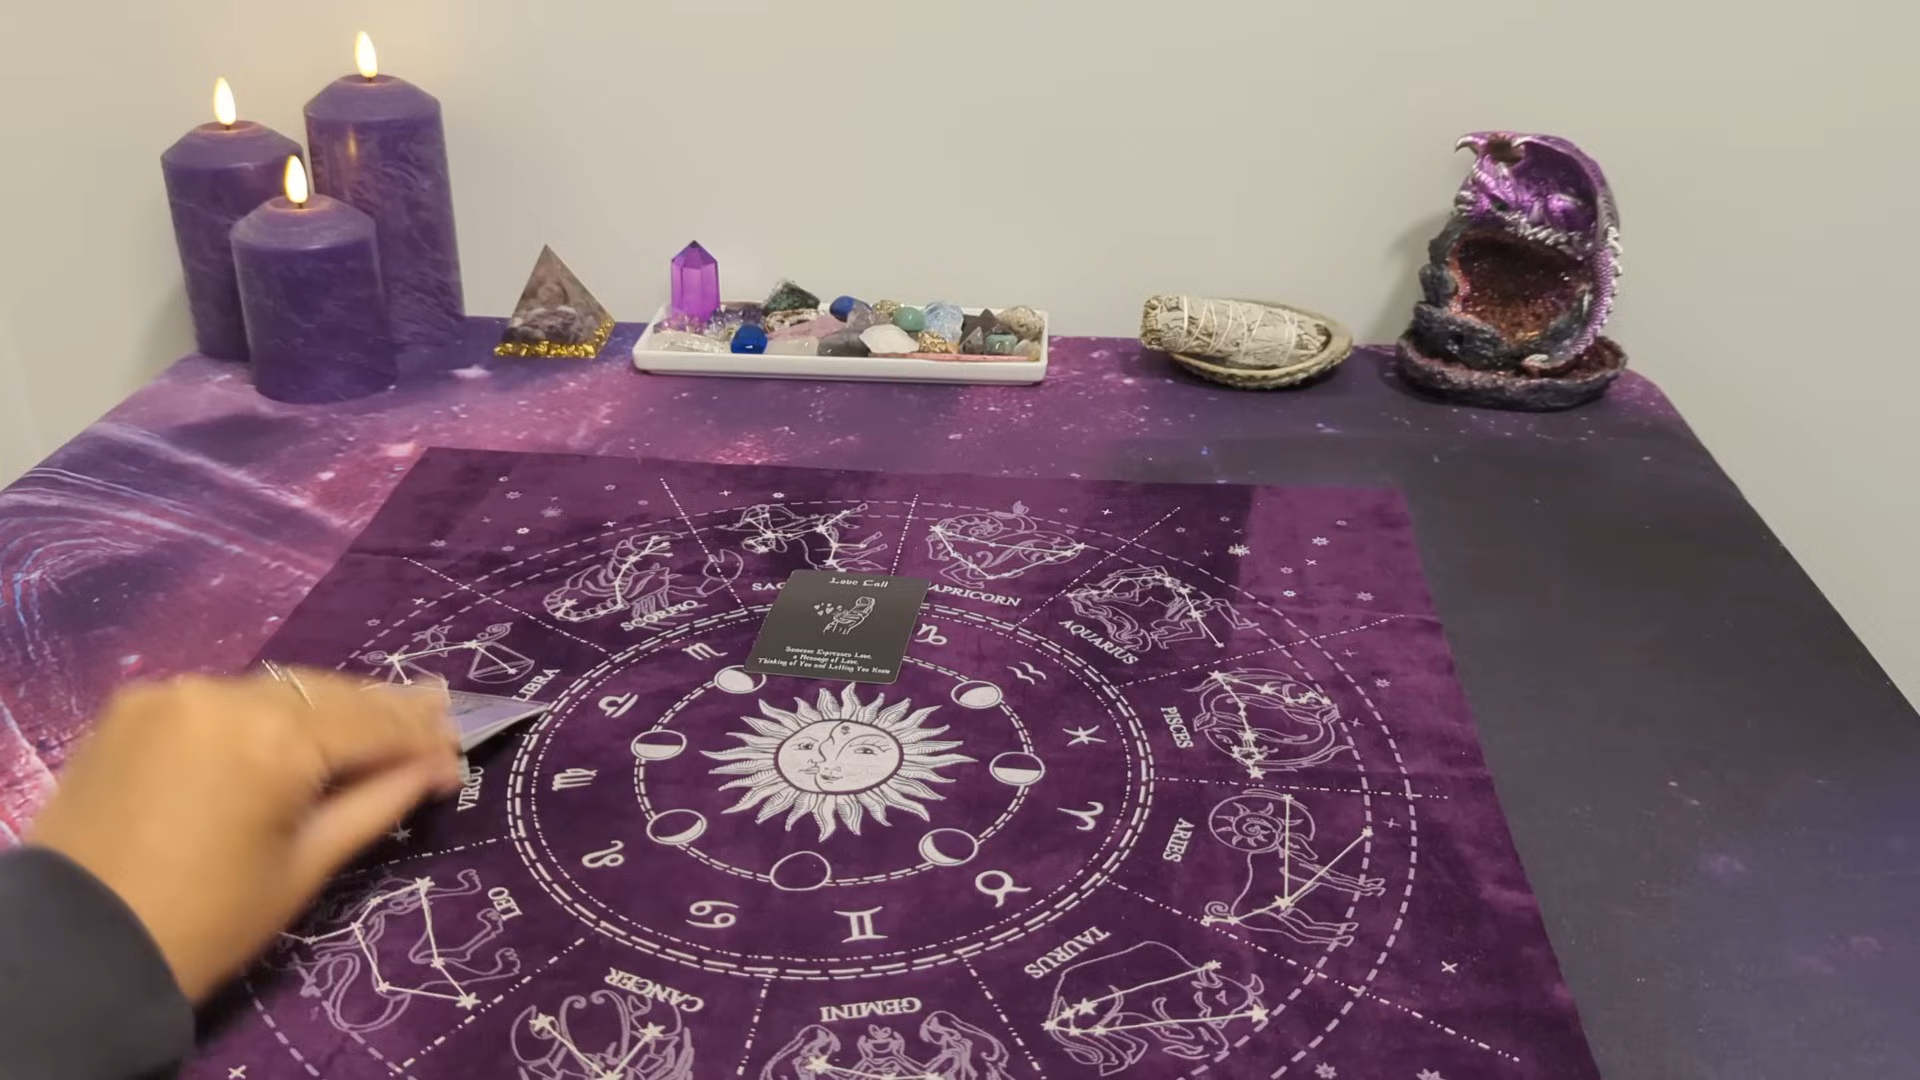 Love Call
Someone Expresses Love,
a Message of Love,
Thinking of You and Letting You Know
SAG
APRICORN
SCORPIO
AQUARIUS
LIBRA
PISCES
VIRGO
ARIES
LEO
TAURUS
CANCER
GEMINI